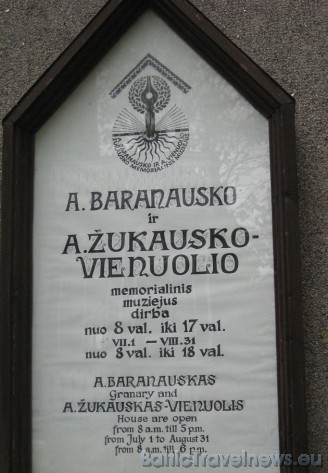 A. BARANAUSKO
ir
A. ŽUKAUSKO-
VIENUOLIO
memorialinis
muziejus
dirba
nuo 8 val. iki 17 val.
VII.1 — VIII.31
nuo 8 val. iki 18 val.
A. BARANAUSKAS
Granary and
A. ŽUKAUSKAS-VIENUOLIS
House are open
from 8 a.m. till 5 p.m.
from July 1 to August 31
from 8 a.m. till 6 p.m.
BalticTravelnews.eu